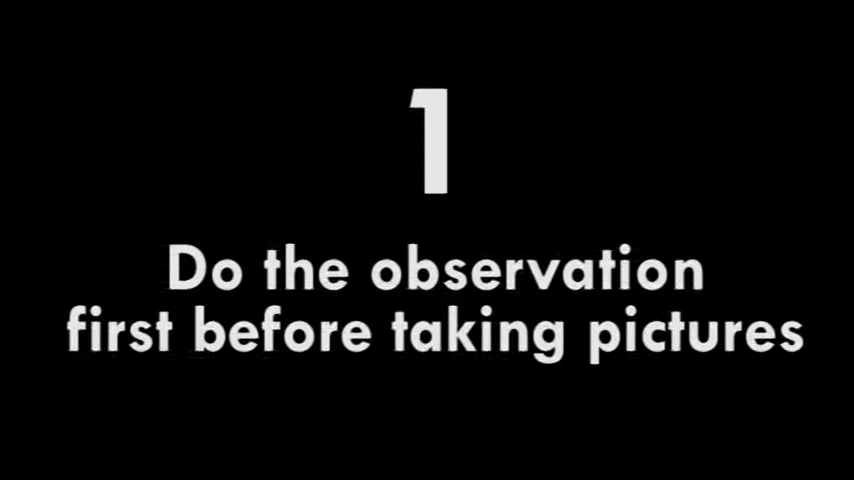 1
Do the observation
first before taking pictures